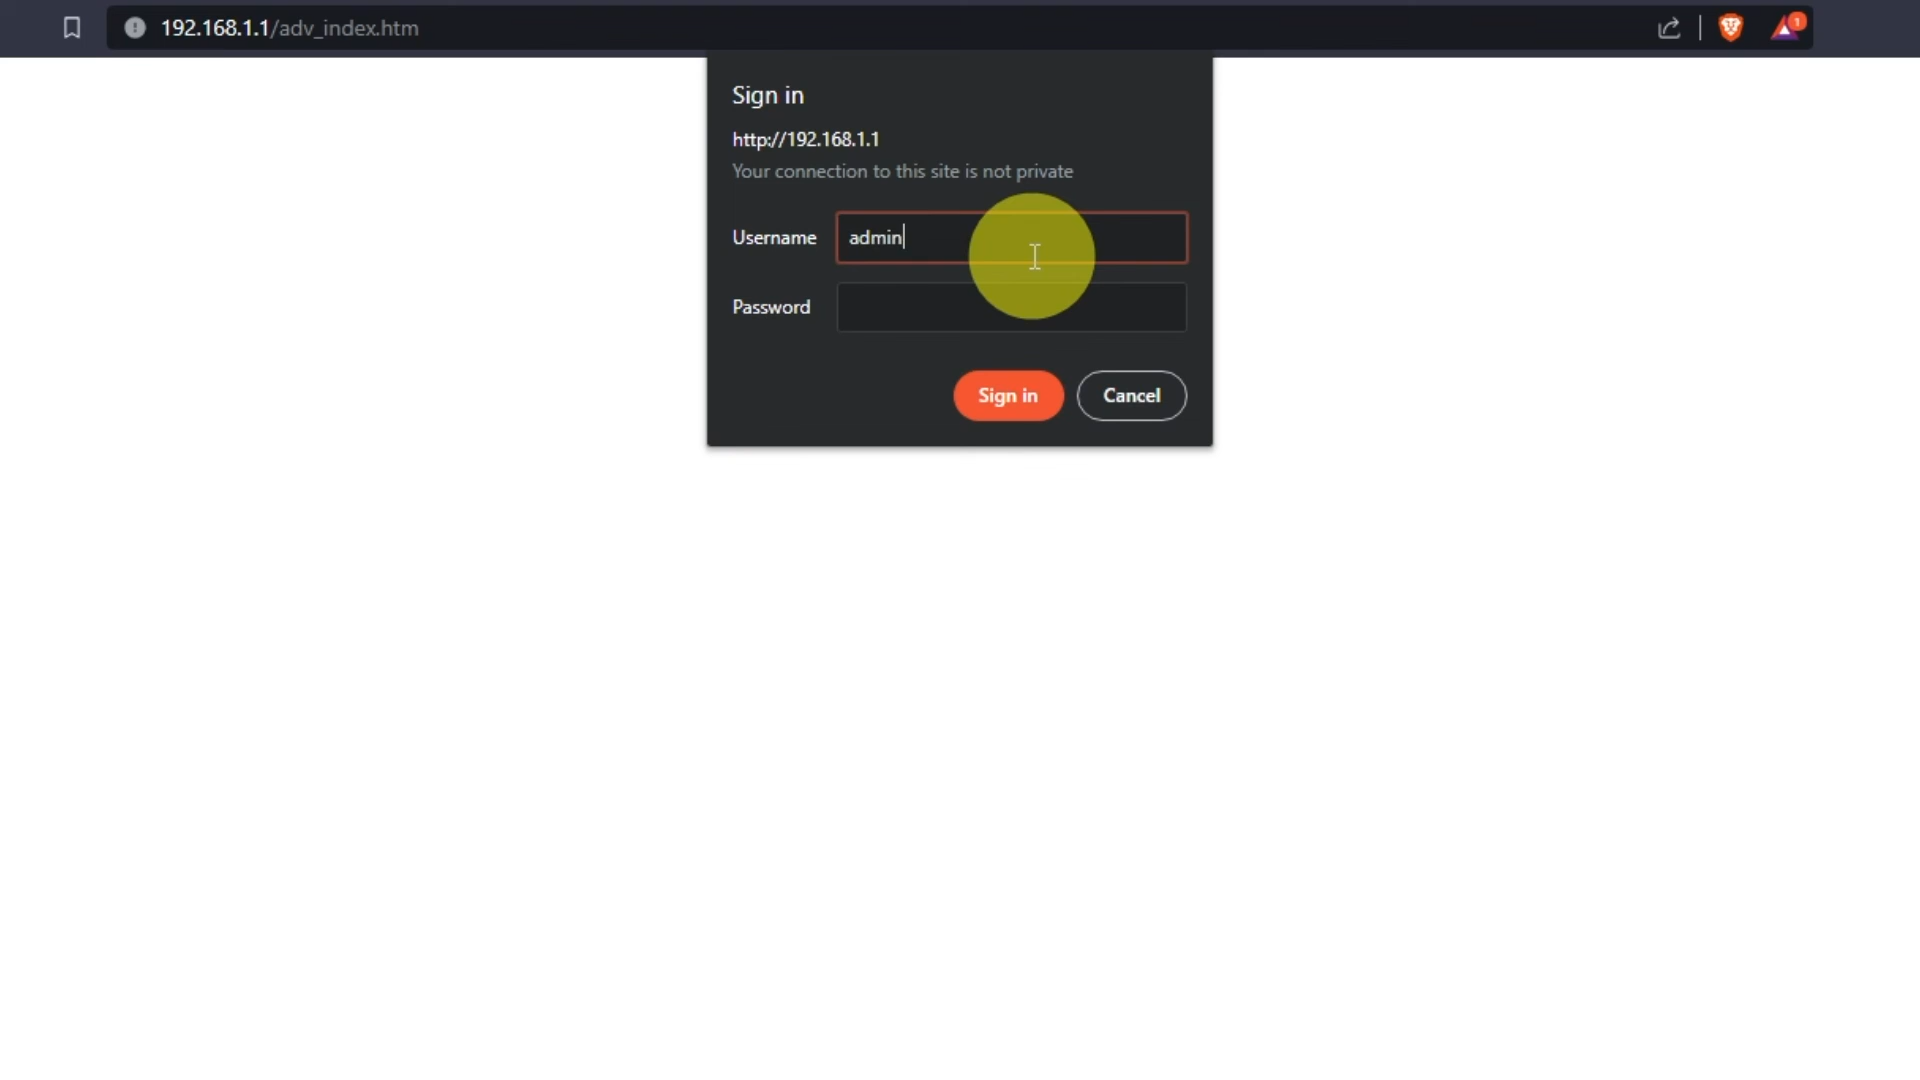 192.168.1.1/adv_index.htm
1
Sign in
http://192.168.1.1
Your connection to this site is not private
Username admin
Password
Sign in Cancel